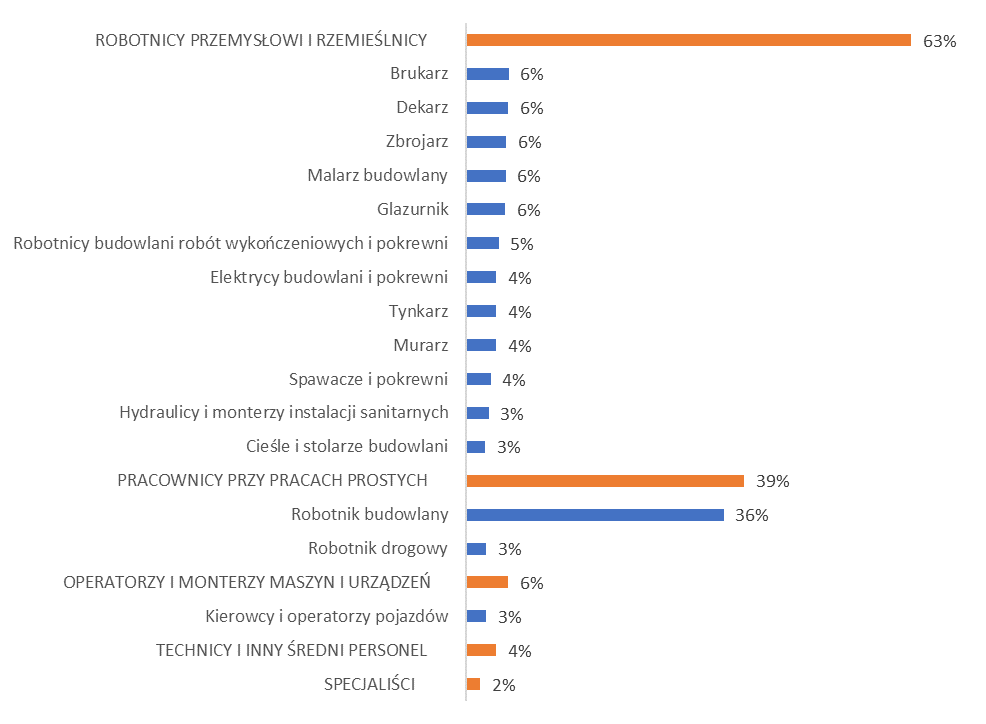 ROBOTNICY PRZEMYSŁOWI I RZEMIEŚLNICY 63%
Brukarz 6%
Dekarz 6%
Zbrojarz 6%
Malarz budowlany 6%
Glazurnik 6%
Robotnicy budowlani robót wykończeniowych i pokrewni 5%
Elektrycy budowlani i pokrewni 4%
Tynkarz 4%
Murarz 4%
Spawacze i pokrewni 4%
Hydraulicy i monterzy instalacji sanitarnych 3%
Cieśle i stolarze budowlani 3%
PRACOWNICY PRZY PRACACH PROSTYCH 39%
Robotnik budowlany 36%
Robotnik drogowy 3%
OPERATORZY I MONTERZY MASZYN I URZĄDZEŃ 6%
Kierowcy i operatorzy pojazdów 3%
TECHNICY I INNY ŚREDNI PERSONEL 4%
SPECJALIŚCI 2%